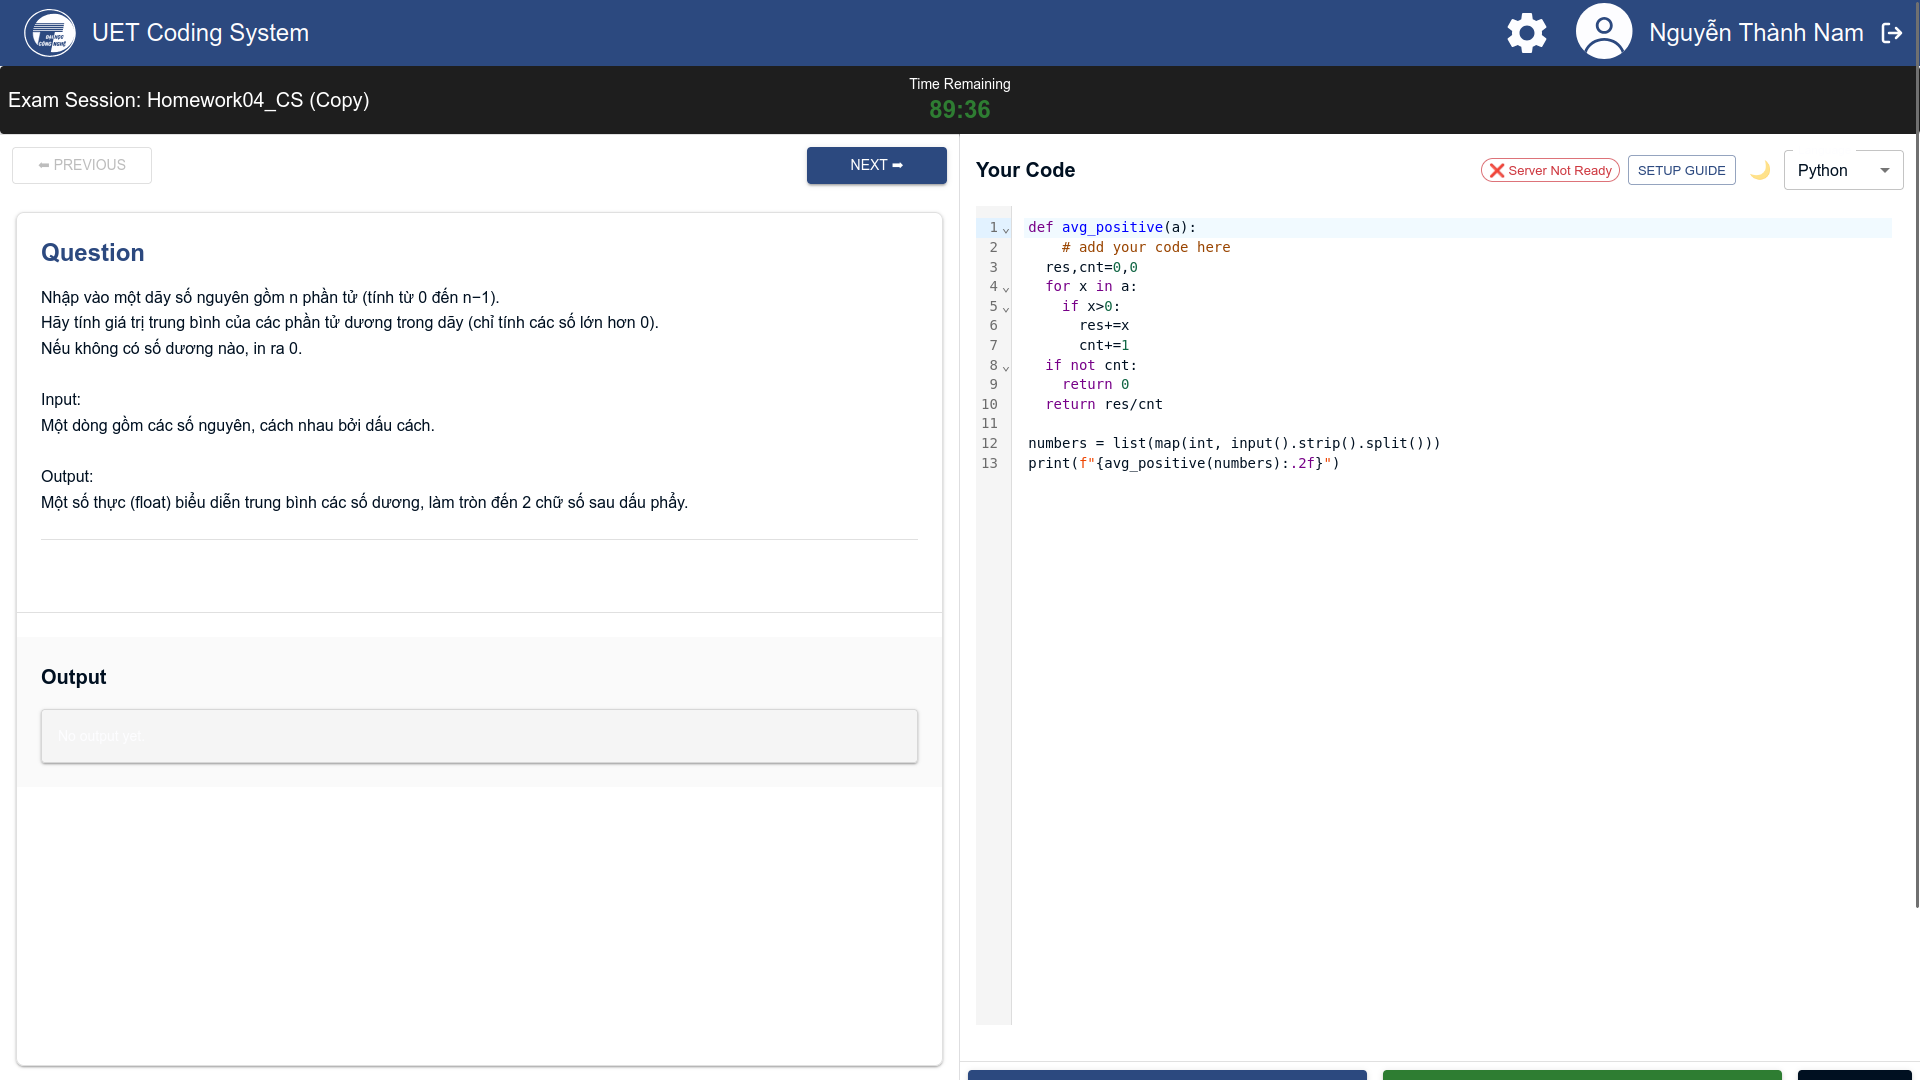 ĐẠI HỌC
CÔNG NGHỆ
UET Coding System
Nguyễn Thành Nam
Exam Session: Homework04_CS (Copy)
Time Remaining
89:36
⬅ PREVIOUS
NEXT ➡
Question
Nhập vào một dãy số nguyên gồm n phần tử (tính từ 0 đến n−1).
Hãy tính giá trị trung bình của các phần tử dương trong dãy (chỉ tính các số lớn hơn 0).
Nếu không có số dương nào, in ra 0.
Input:
Một dòng gồm các số nguyên, cách nhau bởi dấu cách.
Output:
Một số thực (float) biểu diễn trung bình các số dương, làm tròn đến 2 chữ số sau dấu phẩy.
Output
No output yet.
Your Code
❌ Server Not Ready
SETUP GUIDE
🌙
Python
1 def avg_positive(a):
2     # add your code here
3   res,cnt=0,0
4   for x in a:
5     if x>0:
6       res+=x
7       cnt+=1
8   if not cnt:
9     return 0
10   return res/cnt
11
12 numbers = list(map(int, input().strip().split()))
13 print(f"{avg_positive(numbers):.2f}")